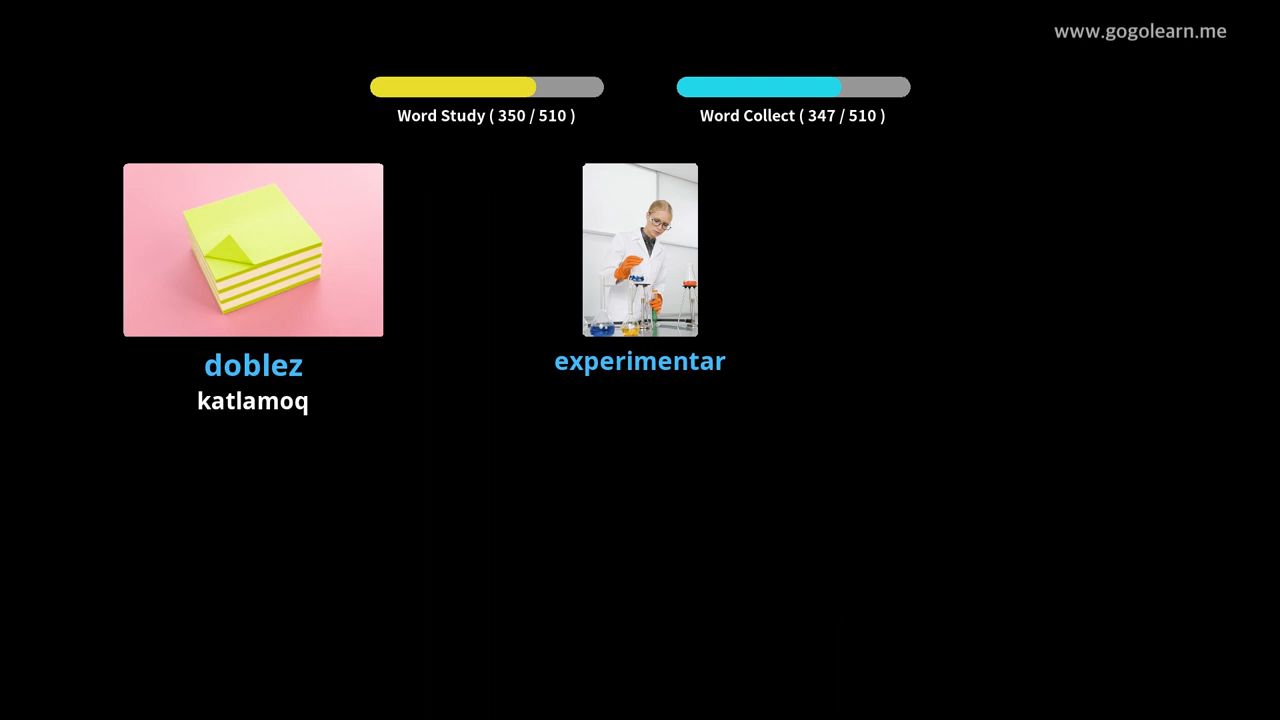 www.gogolearn.me
Word Study ( 350 / 510 )
Word Collect ( 347 / 510 )
doblez
katlamoq
experimentar